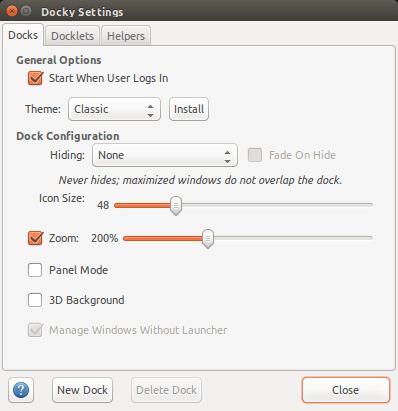 Docky Settings
Docks Docklets Helpers
General Options
Start When User Logs In
Theme: Classic Install
Dock Configuration
Hiding: None Fade On Hide
Never hides; maximized windows do not overlap the dock.
Icon Size: 48
Zoom: 200%
Panel Mode
3D Background
Manage Windows Without Launcher
? New Dock Delete Dock Close